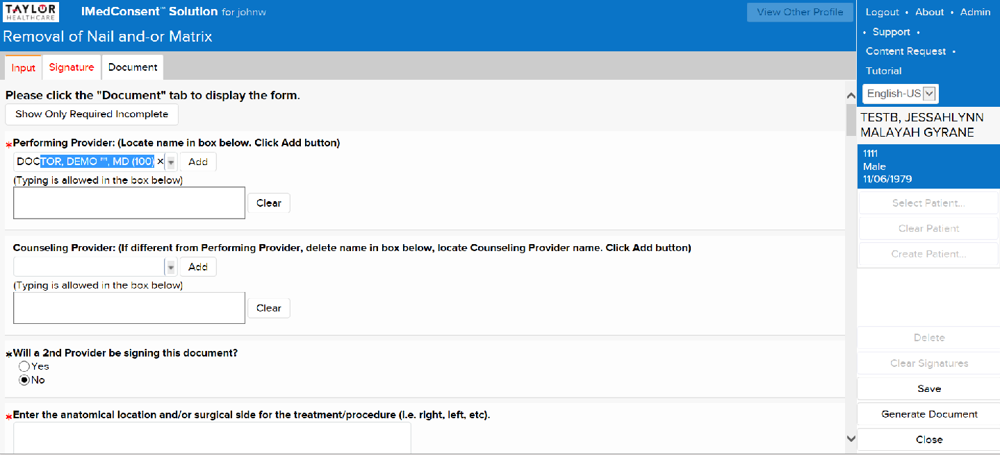 TAYLOR
HEALTHCARE
IMedConsent™ Solution for johnw
View Other Profile
Removal of Nail and-or Matrix
Logout • About • Admin
• Support •
Content Request •
Tutorial
English-US
Input
Signature
Document
Please click the "Document" tab to display the form.
Show Only Required Incomplete
*Performing Provider: (Locate name in box below. Click Add button)
DOCTOR, DEMO "", MD (100) ×
Add
(Typing is allowed in the box below)
Clear
Counseling Provider: (If different from Performing Provider, delete name in box below, locate Counseling Provider name. Click Add button)
Add
(Typing is allowed in the box below)
Clear
*Will a 2nd Provider be signing this document?
Yes
No
*Enter the anatomical location and/or surgical side for the treatment/procedure (i.e. right, left, etc).
TESTB, JESSAHLYNN
MALAYAH GYRANE
1111
Male
11/06/1979
Select Patient...
Clear Patient
Create Patient...
Delete
Clear Signatures
Save
Generate Document
Close